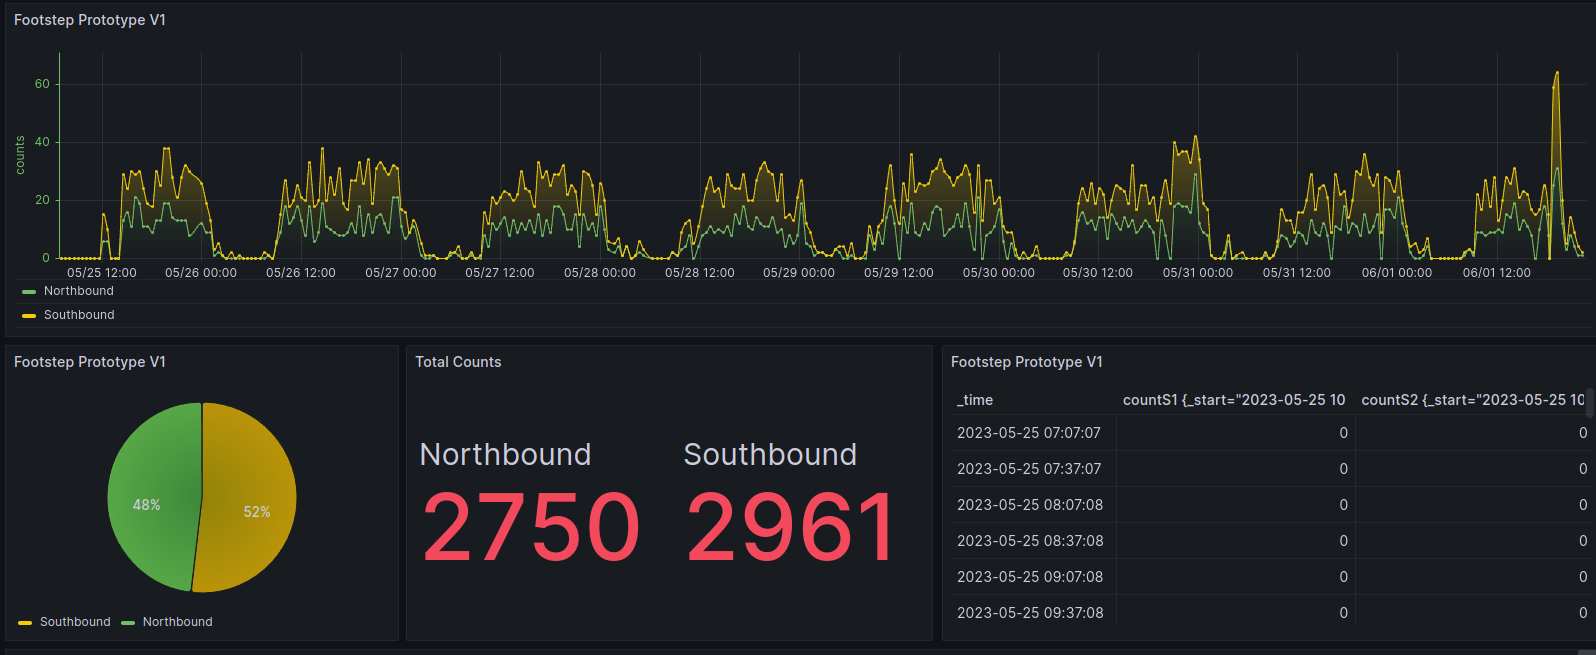 Footstep Prototype V1
60
40
20
0
counts
05/25 12:00 05/26 00:00 05/26 12:00 05/27 00:00 05/27 12:00 05/28 00:00 05/28 12:00 05/29 00:00 05/29 12:00 05/30 00:00 05/30 12:00 05/31 00:00 05/31 12:00 06/01 00:00 06/01 12:00
Northbound
Southbound
Footstep Prototype V1
48%
52%
Southbound Northbound
Total Counts
Northbound Southbound
2750 2961
Footstep Prototype V1
_time countS1 {_start="2023-05-25 10 countS2 {_start="2023-05-25 10
2023-05-25 07:07:07 0 0
2023-05-25 07:37:07 0 0
2023-05-25 08:07:08 0 0
2023-05-25 08:37:08 0 0
2023-05-25 09:07:08 0 0
2023-05-25 09:37:08 0 0